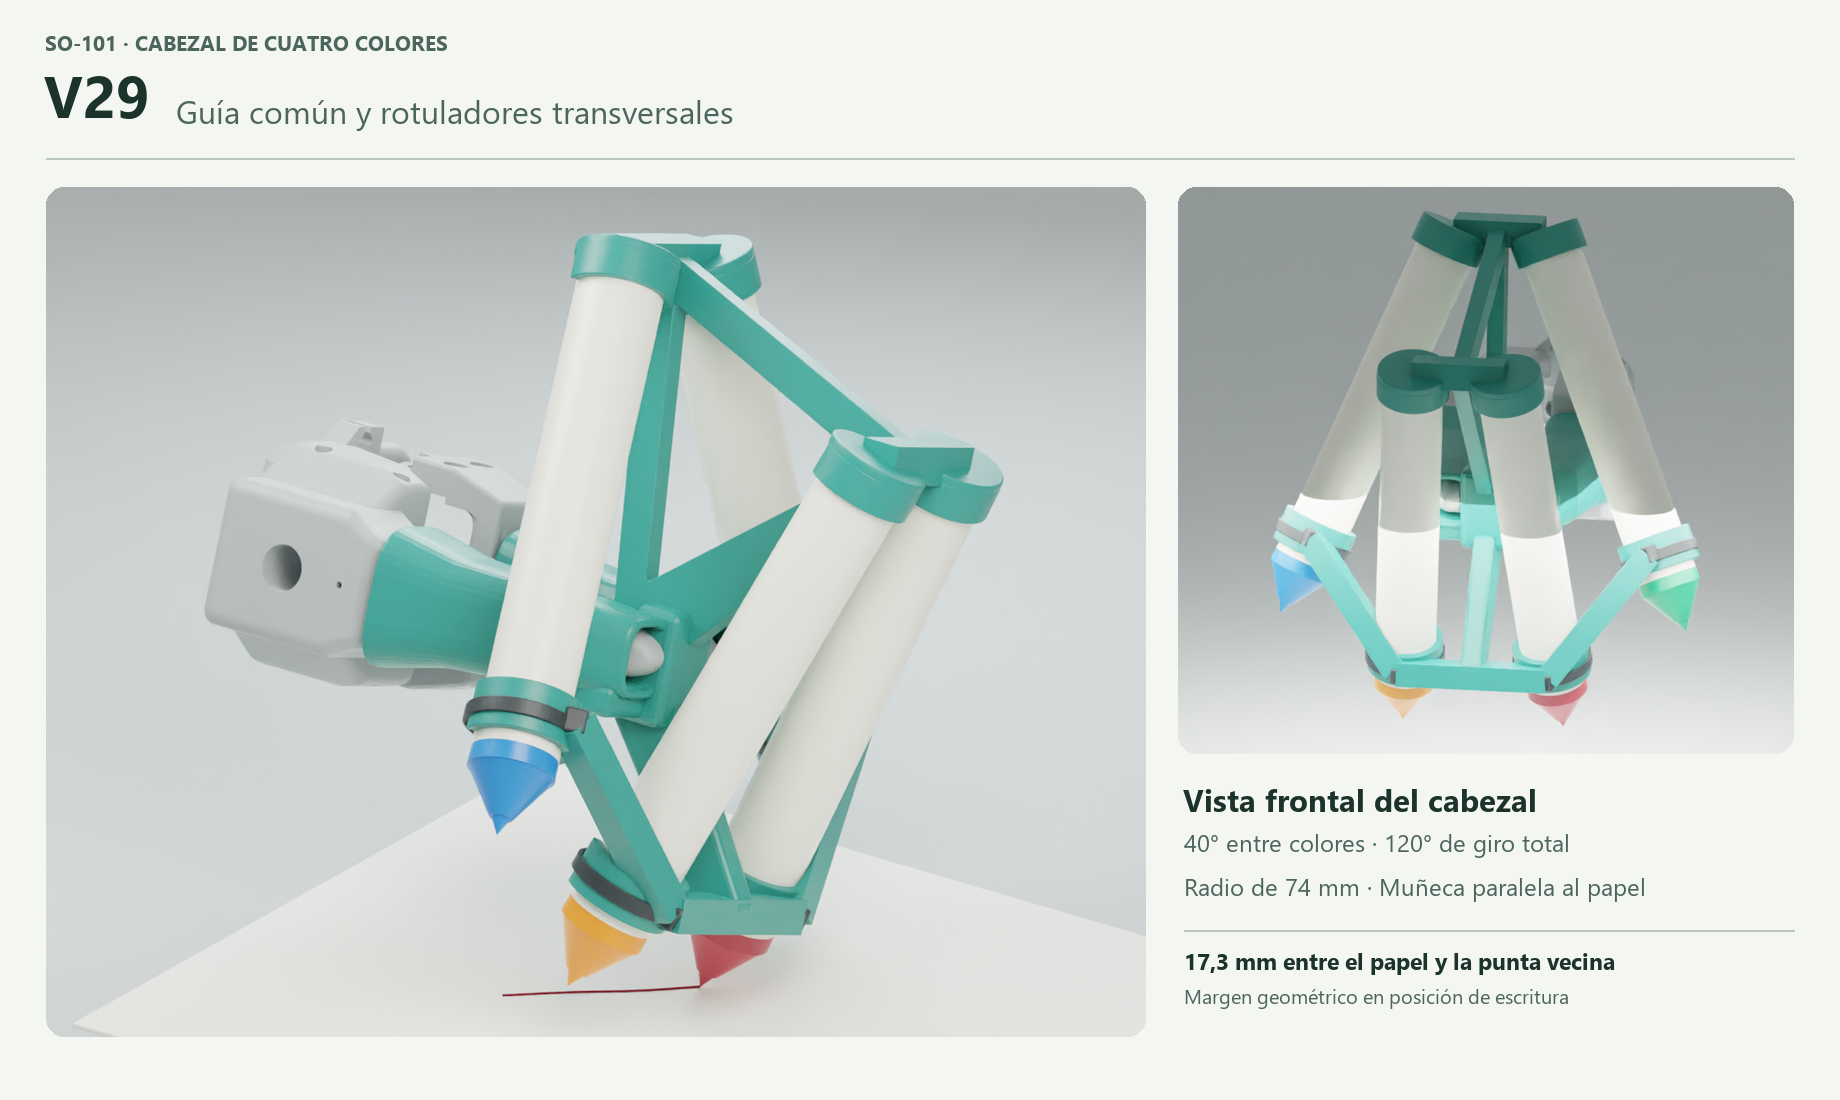 SO-101 · CABEZAL DE CUATRO COLORES
V29 Guía común y rotuladores transversales
Vista frontal del cabezal
40° entre colores · 120° de giro total
Radio de 74 mm · Muñeca paralela al papel
17,3 mm entre el papel y la punta vecina
Margen geométrico en posición de escritura